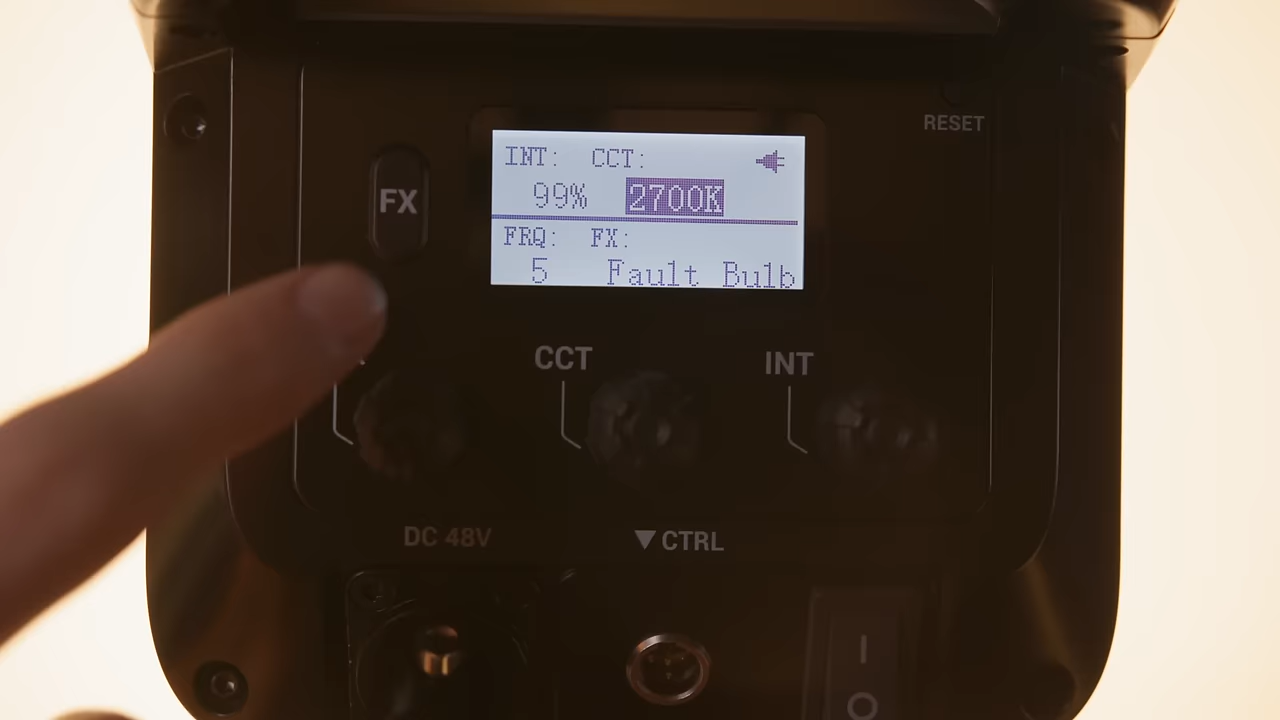 RESET
INT: CCT:
99% 2700K
FX
FRQ: FX:
5 Fault Bulb
CCT
INT
DC 48V
▼ CTRL
I
O